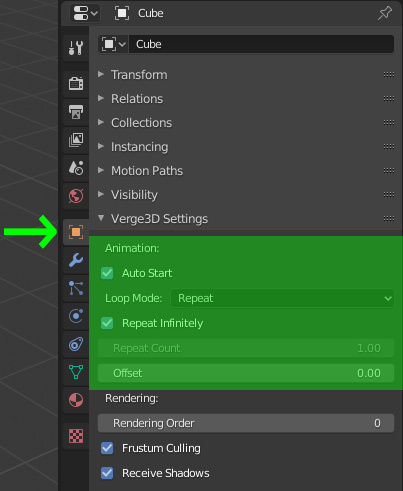 Cube
Cube
Transform
Relations
Collections
Instancing
Motion Paths
Visibility
Verge3D Settings
Animation:
Auto Start
Loop Mode: Repeat
Repeat Infinitely
Repeat Count 1.00
Offset 0.00
Rendering:
Rendering Order 0
Frustum Culling
Receive Shadows